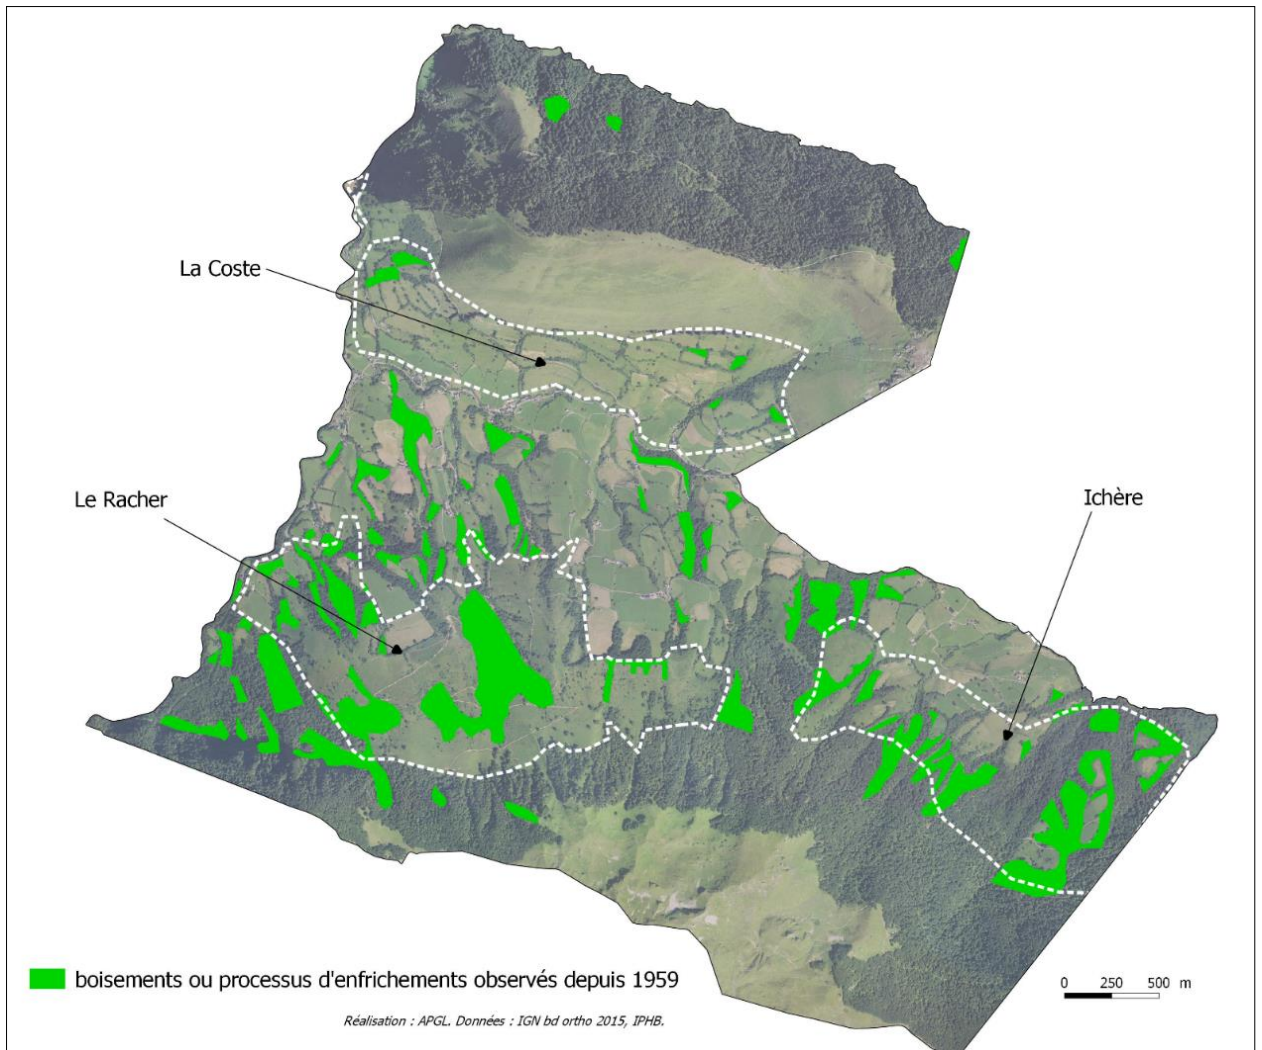 La Coste
Le Racher
Ichère
boisements ou processus d'enfrichements observés depuis 1959
0 250 500 m
Réalisation : APGL. Données : IGN bd ortho 2015, IPHB.